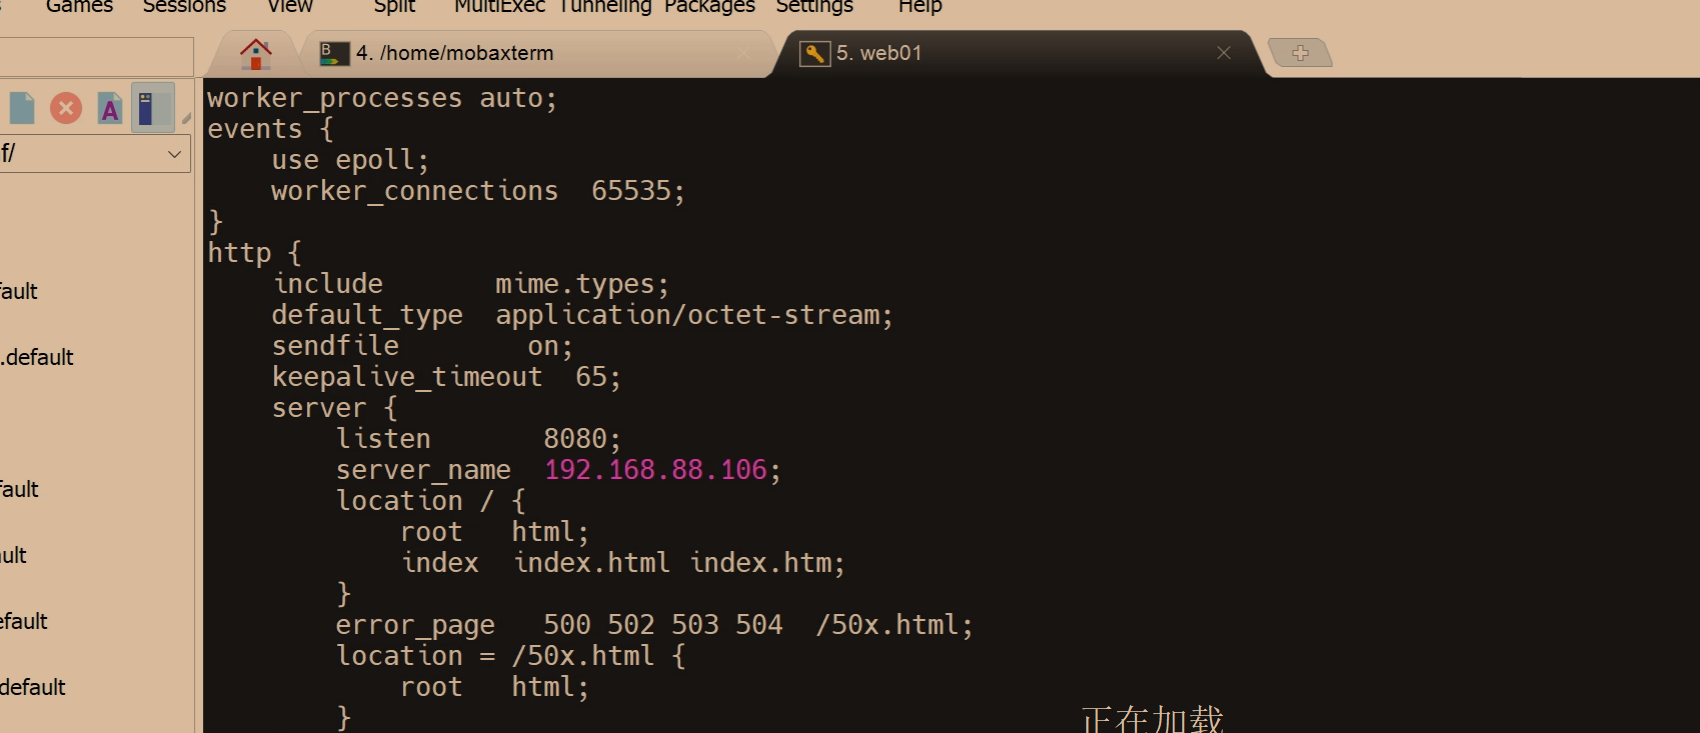 Games Sessions View Split MultiExec Tunneling Packages Settings Help
4. /home/mobaxterm
5. web01
f/
fault
.default
fault
ult
efault
default
worker_processes auto;
events {
    use epoll;
    worker_connections  65535;
}
http {
    include       mime.types;
    default_type  application/octet-stream;
    sendfile        on;
    keepalive_timeout  65;
    server {
        listen       8080;
        server_name  192.168.88.106;
        location / {
            root   html;
            index  index.html index.htm;
        }
        error_page   500 502 503 504  /50x.html;
        location = /50x.html {
            root   html;
        }
正在加载